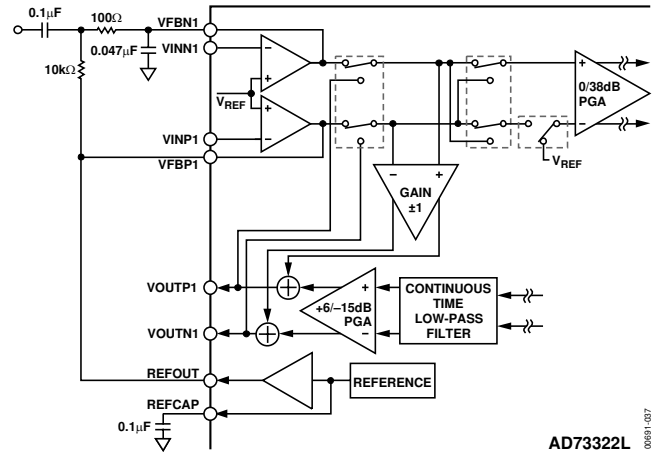 0.1µF
100Ω
VFBN1
0.047µF
VINN1
10kΩ
VREF
VINP1
VFBP1
0/38dB
PGA
VREF
GAIN
±1
VOUTP1
+6/–15dB
PGA
CONTINUOUS
TIME
LOW-PASS
FILTER
VOUTN1
REFOUT
REFERENCE
REFCAP
0.1µF
AD73322L
00691-037